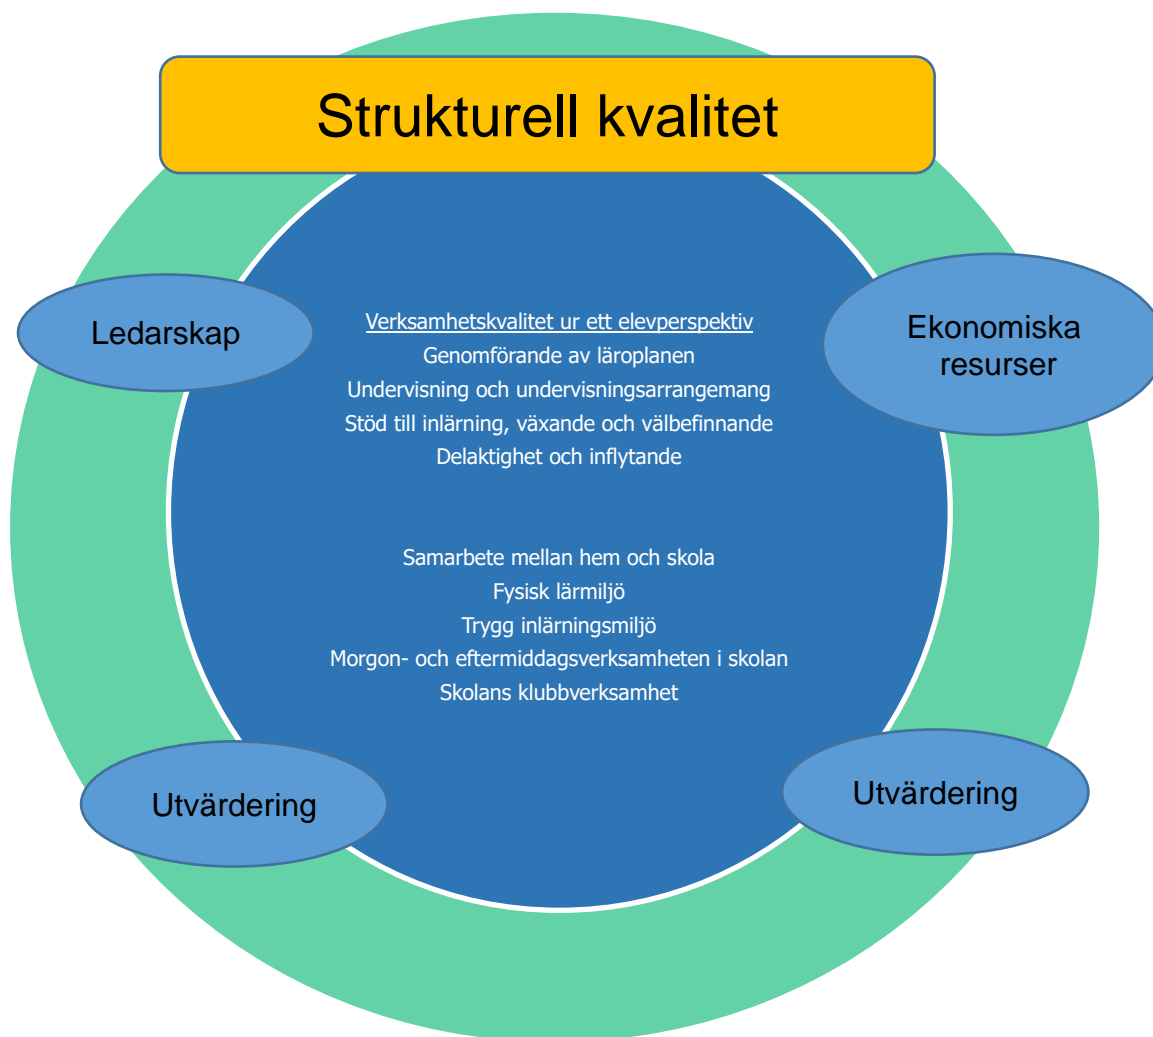 Strukturell kvalitet
Ledarskap
Ekonomiska
resurser
Verksamhetskvalitet ur ett elevperspektiv
Genomförande av läroplanen
Undervisning och undervisningsarrangemang
Stöd till inlärning, växande och välbefinnande
Delaktighet och inflytande
Samarbete mellan hem och skola
Fysisk lärmiljö
Trygg inlärningsmiljö
Morgon- och eftermiddagsverksamheten i skolan
Skolans klubbverksamhet
Utvärdering
Utvärdering